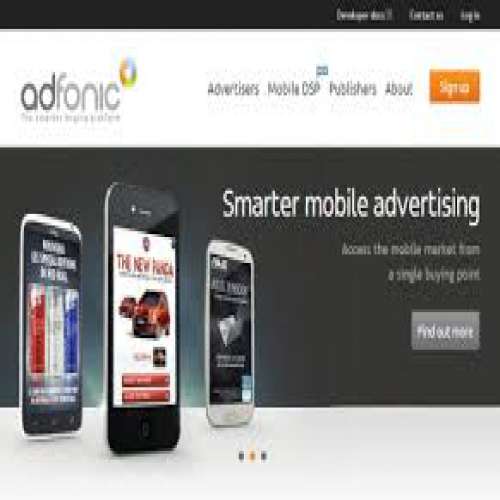 Developer docs
Contact us
Log in
adfonic
The smarter buying platform
Advertisers
Mobile DSP
Publishers
About
Sign up
Smarter mobile advertising
Access the mobile market from
a single buying point
Find out more
THE NEW PANDA